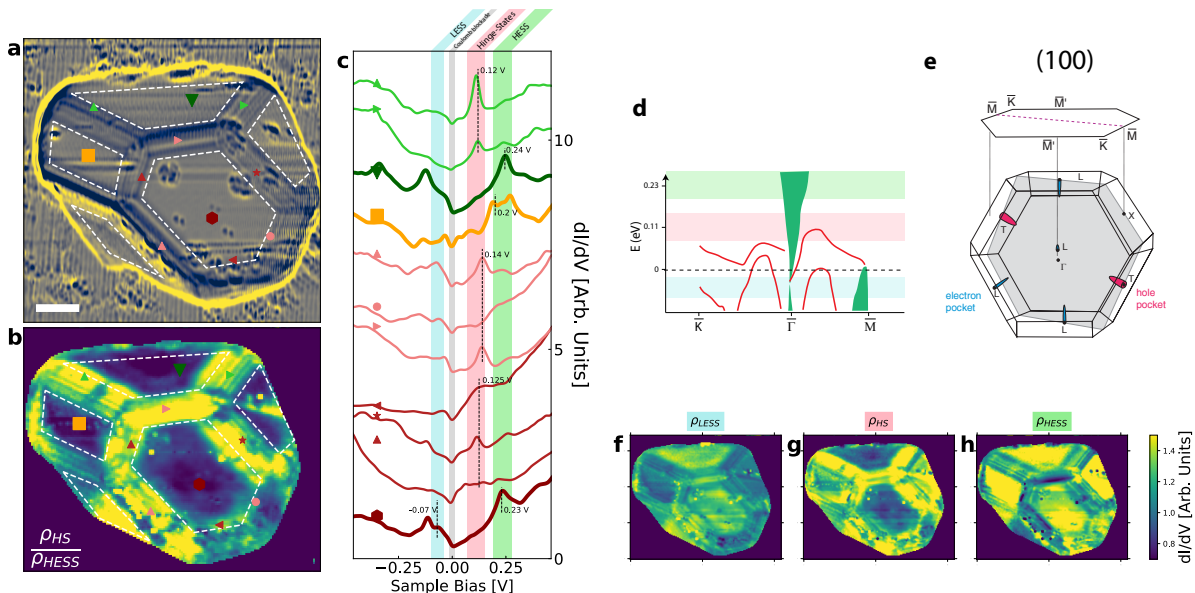 a
b
ρHS
ρHESS
c
LESS
Coulomb blockade
Hinge-States
HESS
0.12 V
0.24 V
0.2 V
0.14 V
0.125 V
-0.07 V
0.23 V
10
5
0
dI/dV [Arb. Units]
−0.25 0.00 0.25
Sample Bias [V]
d
E (eV)
0.23
0.11
0
K̅ Γ̅ M̅
e
(100)
M̅ K̅ M̅'
M̅' K̅ M̅
L
T
X
L
Γ
L
T
L
electron
pocket
hole
pocket
f
ρLESS
g
ρHS
h
ρHESS
1.4
1.2
1.0
0.8
dI/dV [Arb. Units]